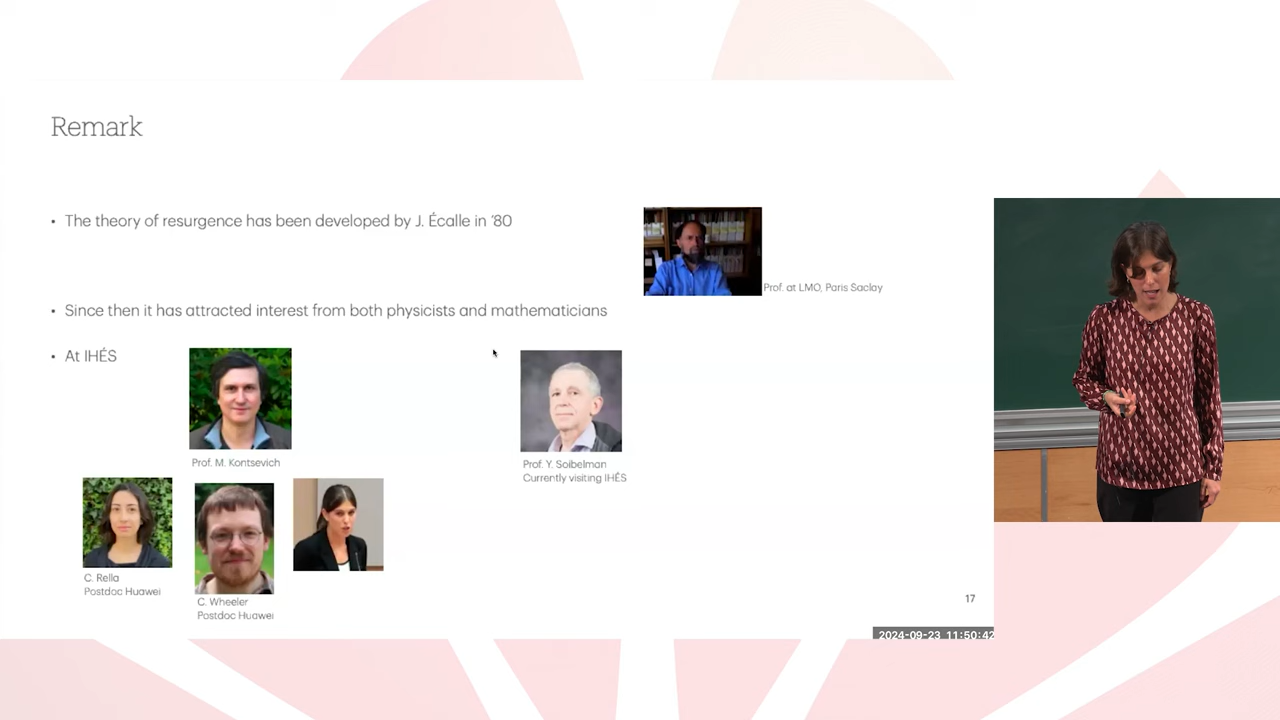 Remark
• The theory of resurgence has been developed by J. Écalle in ’80
Prof. at LMO, Paris Saclay
• Since then it has attracted interest from both physicists and mathematicians
• At IHÉS
Prof. M. Kontsevich
Prof. Y. Soibelman
Currently visiting IHÉS
C. Rella
Postdoc Huawei
C. Wheeler
Postdoc Huawei
17
2024-09-23 11:50:42